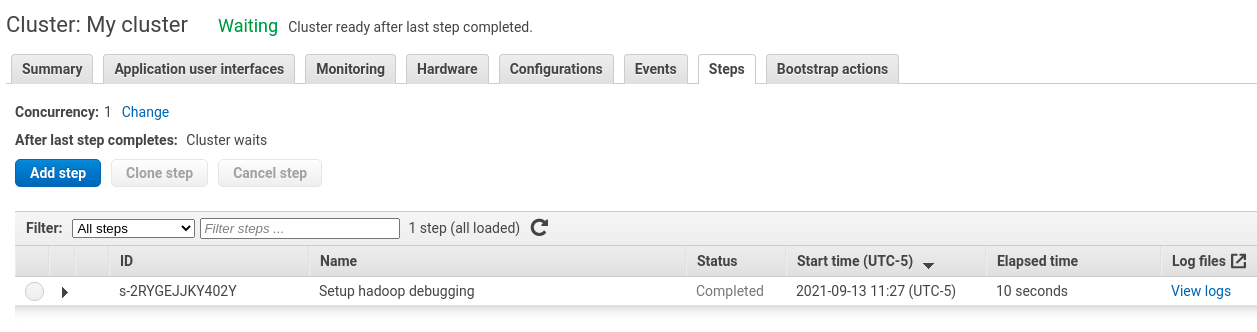 Cluster: My cluster Waiting Cluster ready after last step completed.
Summary Application user interfaces Monitoring Hardware Configurations Events Steps Bootstrap actions
Concurrency: 1 Change
After last step completes: Cluster waits
Add step Clone step Cancel step
Filter: All steps Filter steps ... 1 step (all loaded)
ID Name Status Start time (UTC-5) Elapsed time Log files
s-2RYGEJJKY402Y Setup hadoop debugging Completed 2021-09-13 11:27 (UTC-5) 10 seconds View logs